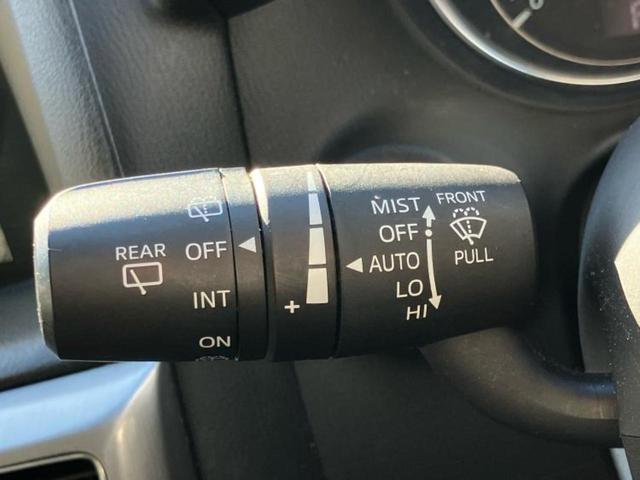 REAR
OFF
INT
ON
+
MIST
OFF
AUTO
LO
HI
FRONT
PULL